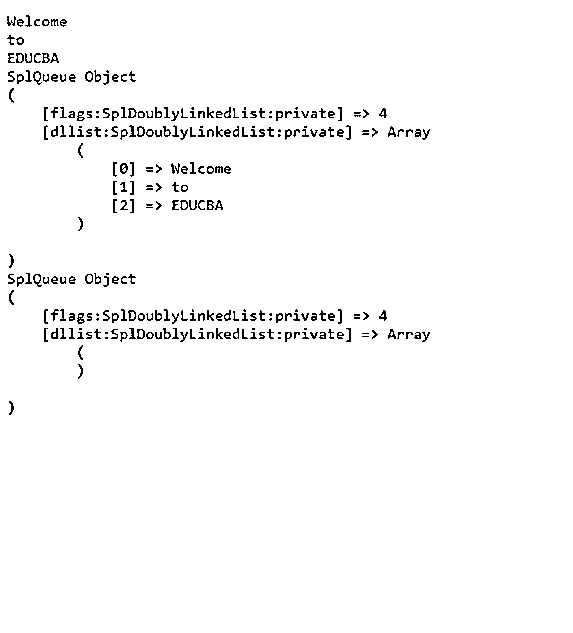 Welcome
to
EDUCBA
SplQueue Object
(
    [flags:SplDoublyLinkedList:private] => 4
    [dllist:SplDoublyLinkedList:private] => Array
        (
            [0] => Welcome
            [1] => to
            [2] => EDUCBA
        )

)
SplQueue Object
(
    [flags:SplDoublyLinkedList:private] => 4
    [dllist:SplDoublyLinkedList:private] => Array
        (
        )

)